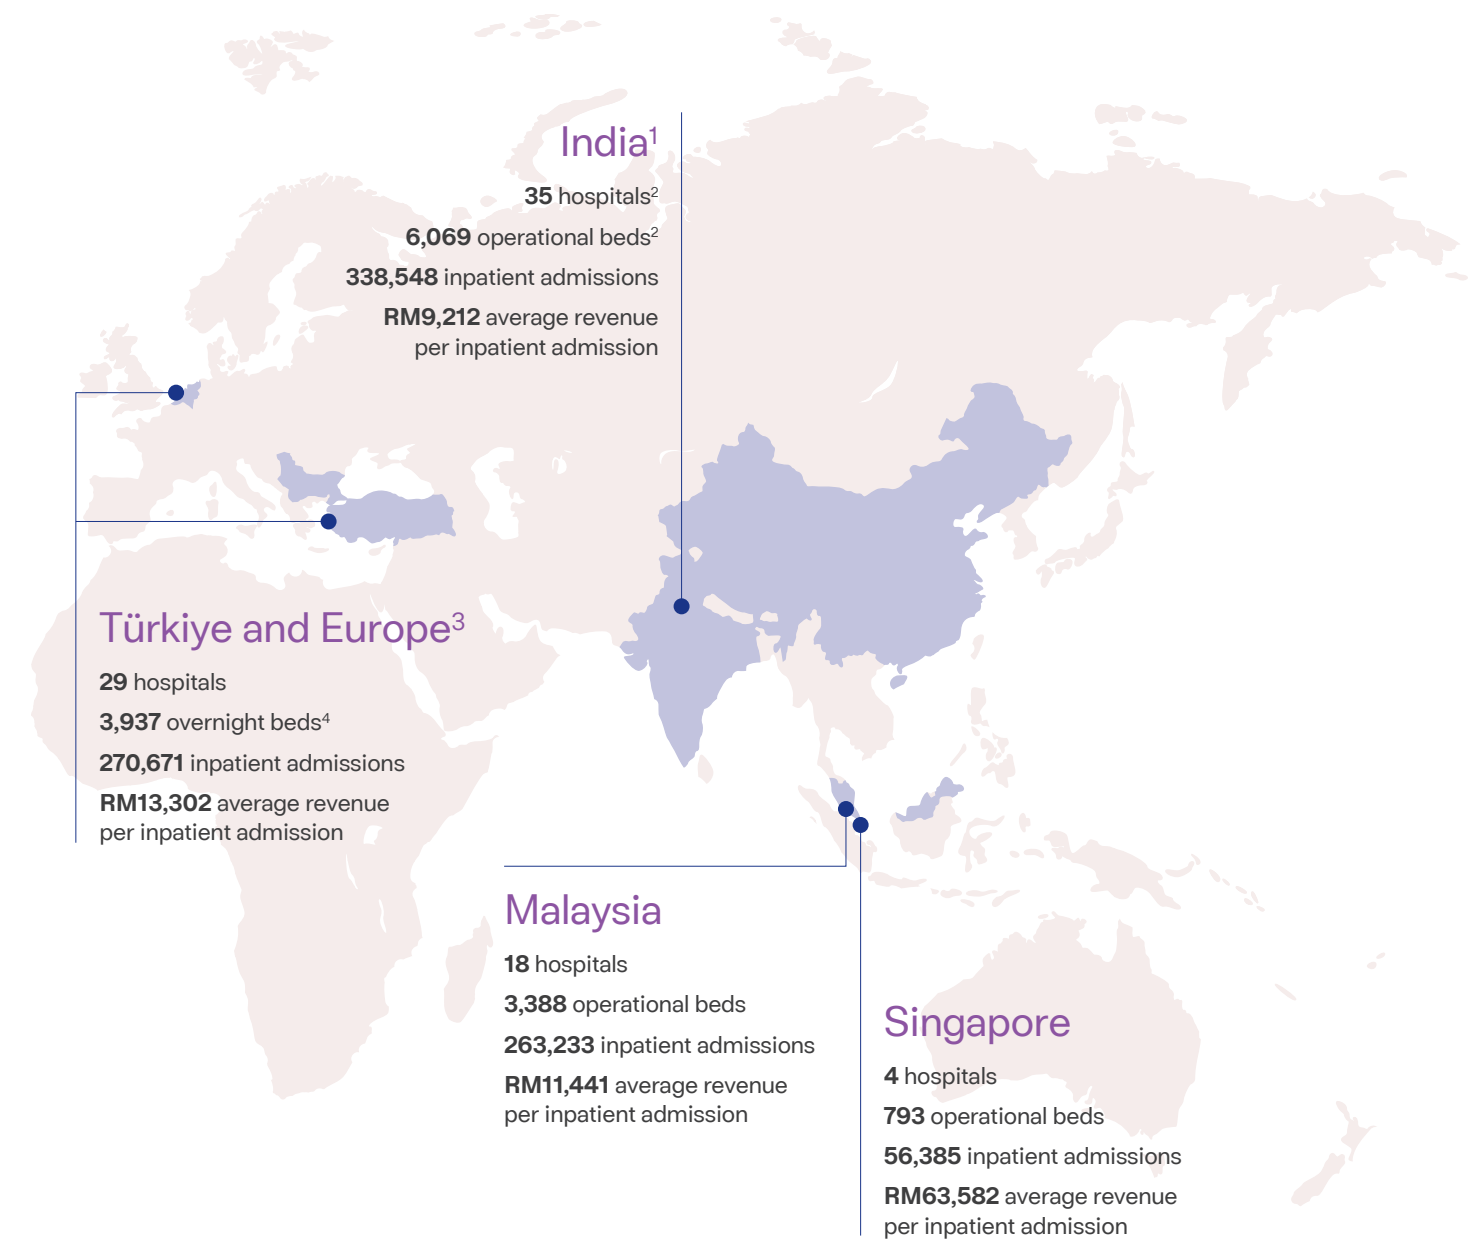 India¹
35 hospitals²
6,069 operational beds²
338,548 inpatient admissions
RM9,212 average revenue
per inpatient admission
Türkiye and Europe³
29 hospitals
3,937 overnight beds⁴
270,671 inpatient admissions
RM13,302 average revenue
per inpatient admission
Malaysia
18 hospitals
3,388 operational beds
263,233 inpatient admissions
RM11,441 average revenue
per inpatient admission
Singapore
4 hospitals
793 operational beds
56,385 inpatient admissions
RM63,582 average revenue
per inpatient admission